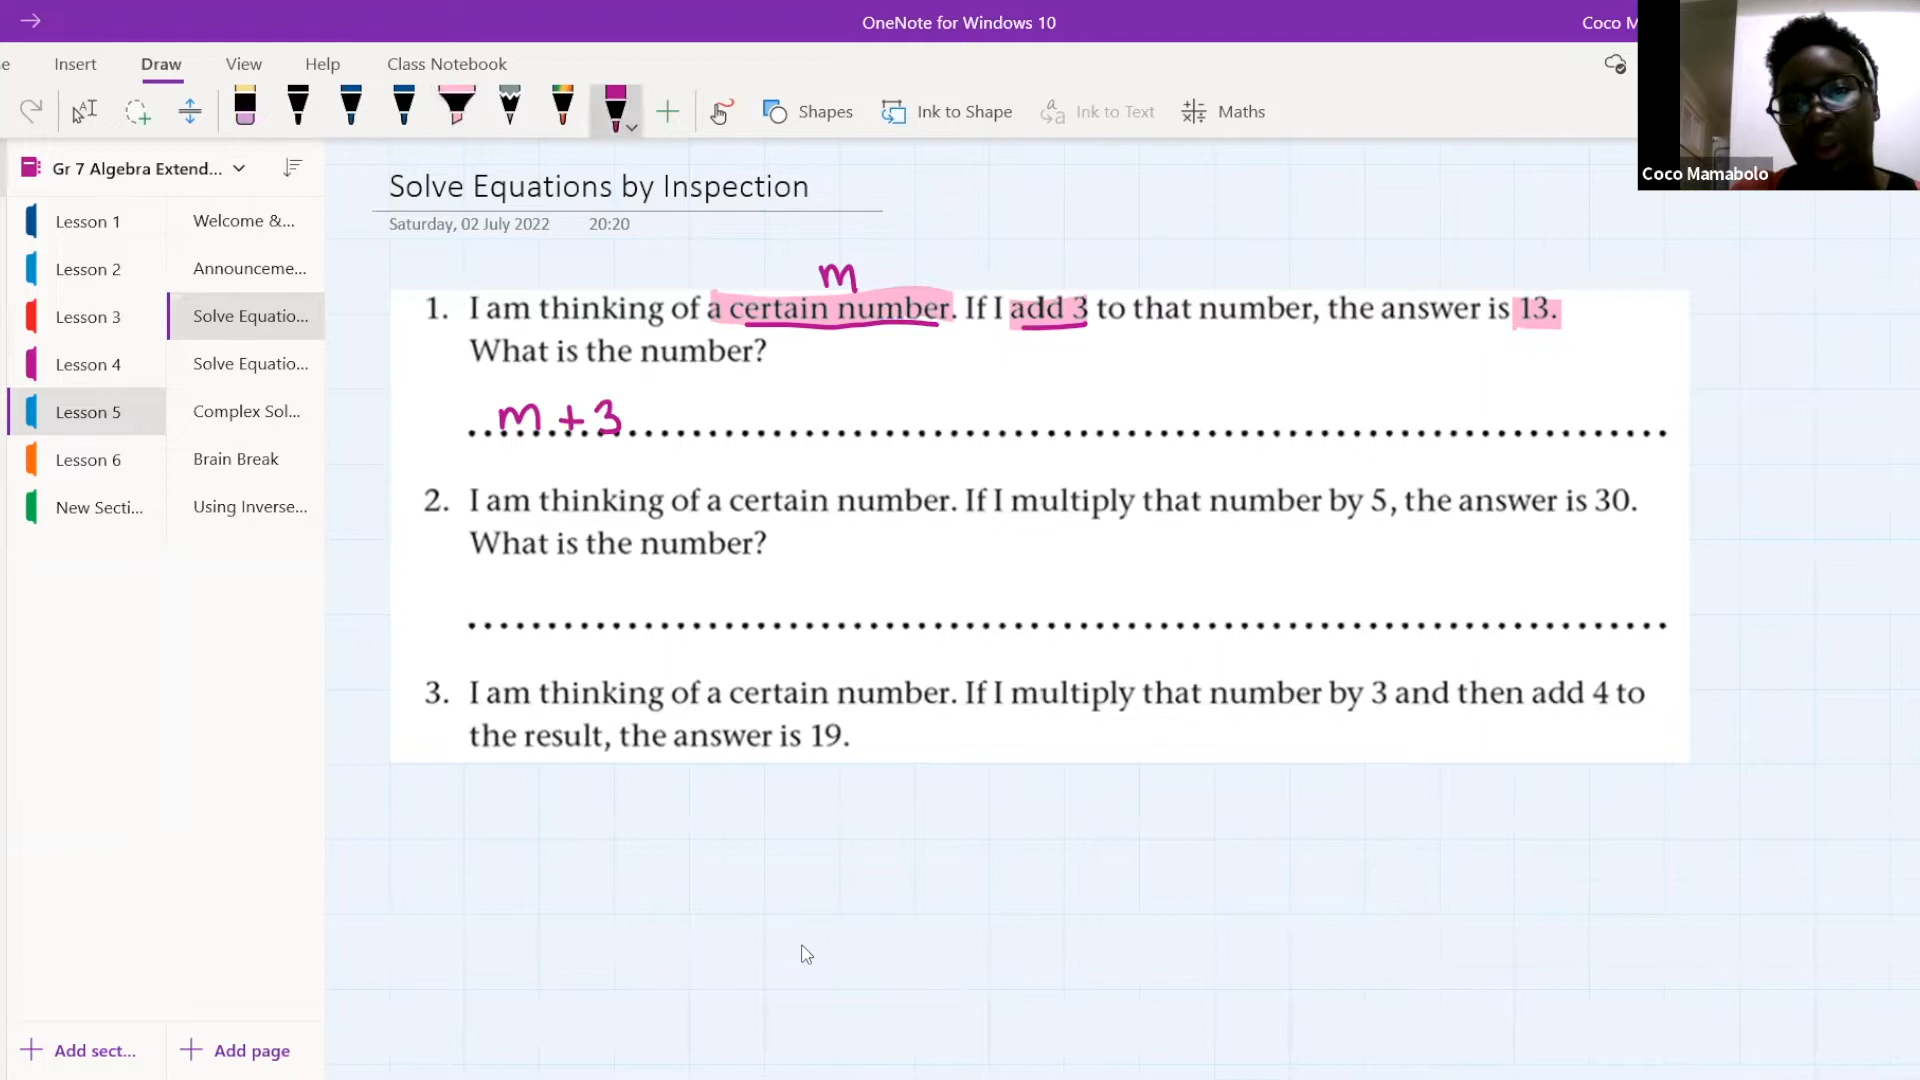 OneNote for Windows 10
Coco M
e
Insert
Draw
View
Help
Class Notebook
Shapes
Ink to Shape
Ink to Text
Maths
Coco Mamabolo
Gr 7 Algebra Extend...
Lesson 1
Lesson 2
Lesson 3
Lesson 4
Lesson 5
Lesson 6
New Secti...
Welcome &...
Announceme...
Solve Equatio...
Solve Equatio...
Complex Sol...
Brain Break
Using Inverse...
Add sect...
Add page
Solve Equations by Inspection
Saturday, 02 July 2022 20:20
m
1. I am thinking of a certain number. If I add 3 to that number, the answer is 13.
What is the number?
m + 3
2. I am thinking of a certain number. If I multiply that number by 5, the answer is 30.
What is the number?
3. I am thinking of a certain number. If I multiply that number by 3 and then add 4 to
the result, the answer is 19.